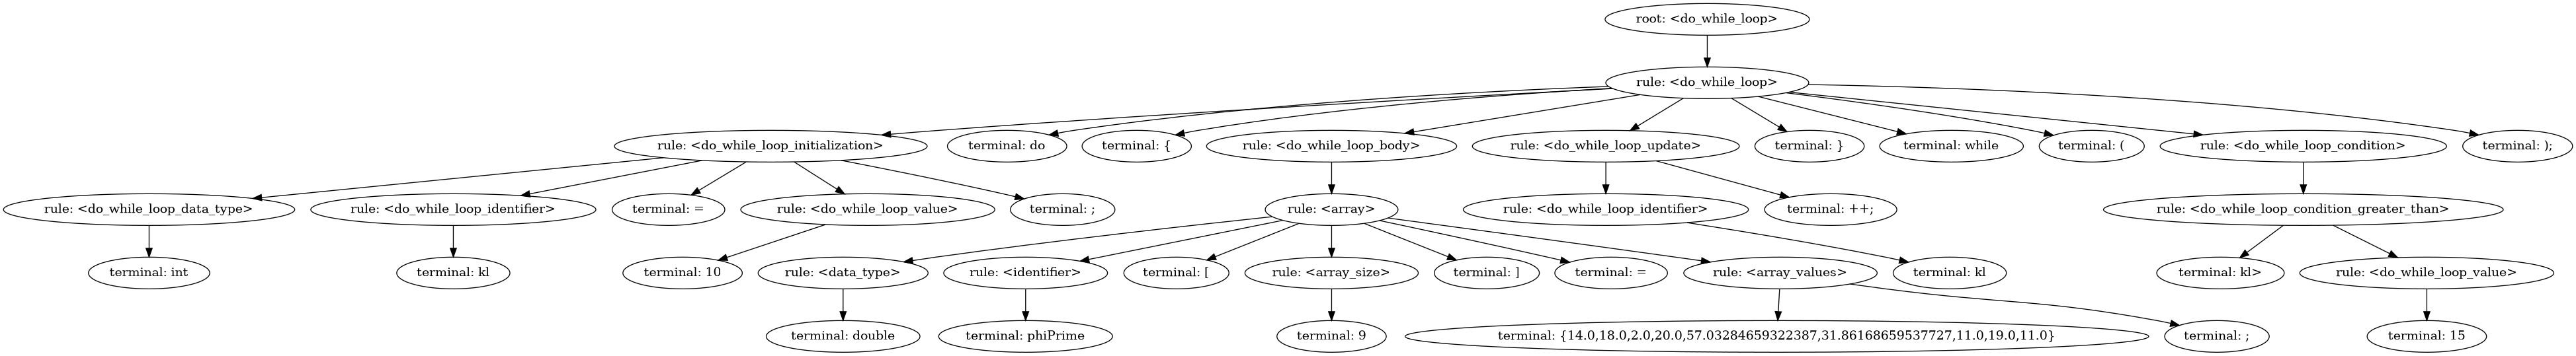 root: <do_while_loop>
rule: <do_while_loop>
rule: <do_while_loop_initialization>
terminal: do
terminal: {
rule: <do_while_loop_body>
rule: <do_while_loop_update>
terminal: }
terminal: while
terminal: (
rule: <do_while_loop_condition>
terminal: );
rule: <do_while_loop_data_type>
rule: <do_while_loop_identifier>
terminal: =
rule: <do_while_loop_value>
terminal: ;
rule: <array>
rule: <do_while_loop_identifier>
terminal: ++;
rule: <do_while_loop_condition_greater_than>
terminal: int
terminal: kl
terminal: 10
rule: <data_type>
rule: <identifier>
terminal: [
rule: <array_size>
terminal: ]
terminal: =
rule: <array_values>
terminal: kl
terminal: kl>
rule: <do_while_loop_value>
terminal: double
terminal: phiPrime
terminal: 9
terminal: {14.0,18.0,2.0,20.0,57.03284659322387,31.86168659537727,11.0,19.0,11.0}
terminal: ;
terminal: 15